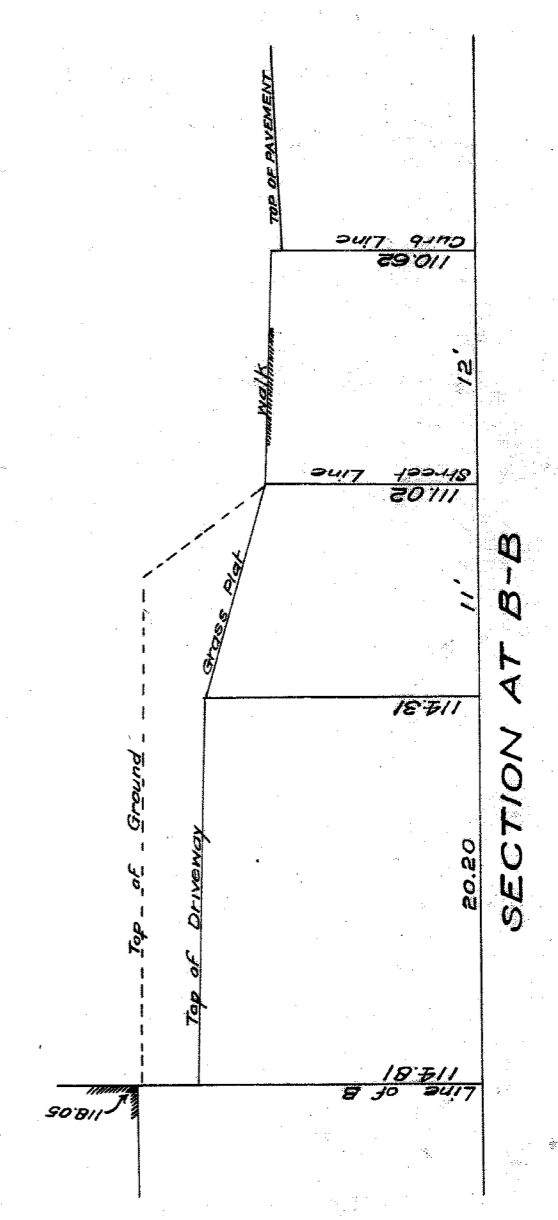 118.05
Line of B
114.81
Top of Ground
Top of Driveway
20.20
114.31
Grass Plat
11'
Street Line
111.02
Walk
12'
Curb Line
110.62
TOP OF PAVEMENT
SECTION AT B-B